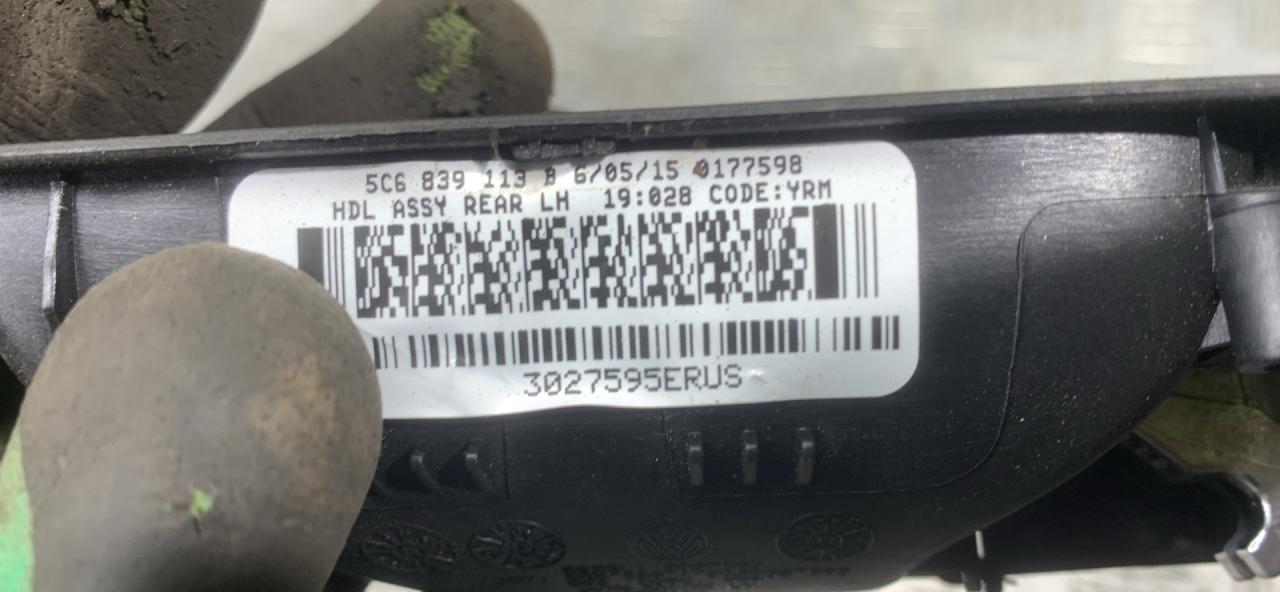 5C6 839 113 B 6/05/15 0177598
HDL ASSY REAR LH 19:028 CODE:YRM
3027595ERUS